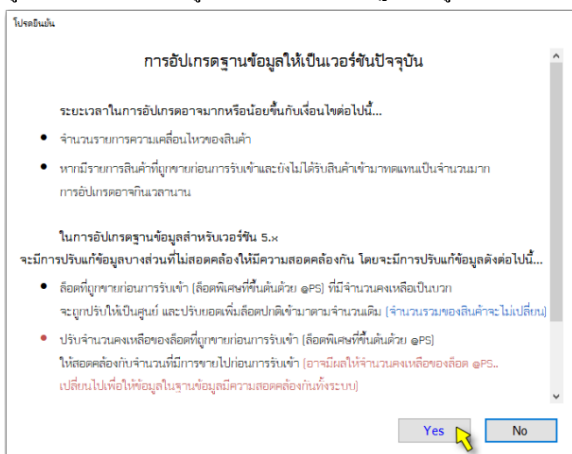 โปรดยืนยัน
การอัปเกรดฐานข้อมูลให้เป็นเวอร์ชันปัจจุบัน
ระยะเวลาในการอัปเกรดอาจมากหรือน้อยขึ้นกับเงื่อนไขต่อไปนี้...
● จำนวนรายการความเคลื่อนไหวของสินค้า
● หากมีรายการสินค้าที่ถูกขายก่อนการรับเข้าและยังไม่ได้รับสินค้าเข้ามาทดแทนเป็นจำนวนมาก
การอัปเกรดอาจกินเวลานาน
ในการอัปเกรดฐานข้อมูลสำหรับเวอร์ชัน 5.x
จะมีการปรับแก้ข้อมูลบางส่วนที่ไม่สอดคล้องให้มีความสอดคล้องกัน โดยจะมีการปรับแก้ข้อมูลดังต่อไปนี้...
● ล็อตที่ถูกขายก่อนการรับเข้า (ล็อตพิเศษที่ขึ้นต้นด้วย @PS) ที่มีจำนวนคงเหลือเป็นบวก
จะถูกปรับให้เป็นศูนย์ และปรับยอดเพิ่มล็อตปกติเข้ามาตามจำนวนเดิม (จำนวนรวมของสินค้าจะไม่เปลี่ยน)
● ปรับจำนวนคงเหลือของล็อตที่ถูกขายก่อนการรับเข้า (ล็อตพิเศษที่ขึ้นต้นด้วย @PS)
ให้สอดคล้องกับจำนวนที่มีการขายไปก่อนการรับเข้า (อาจมีผลให้จำนวนคงเหลือของล็อต @PS..
เปลี่ยนไปเพื่อให้ข้อมูลในฐานข้อมูลมีความสอดคล้องกันทั้งระบบ)
Yes No